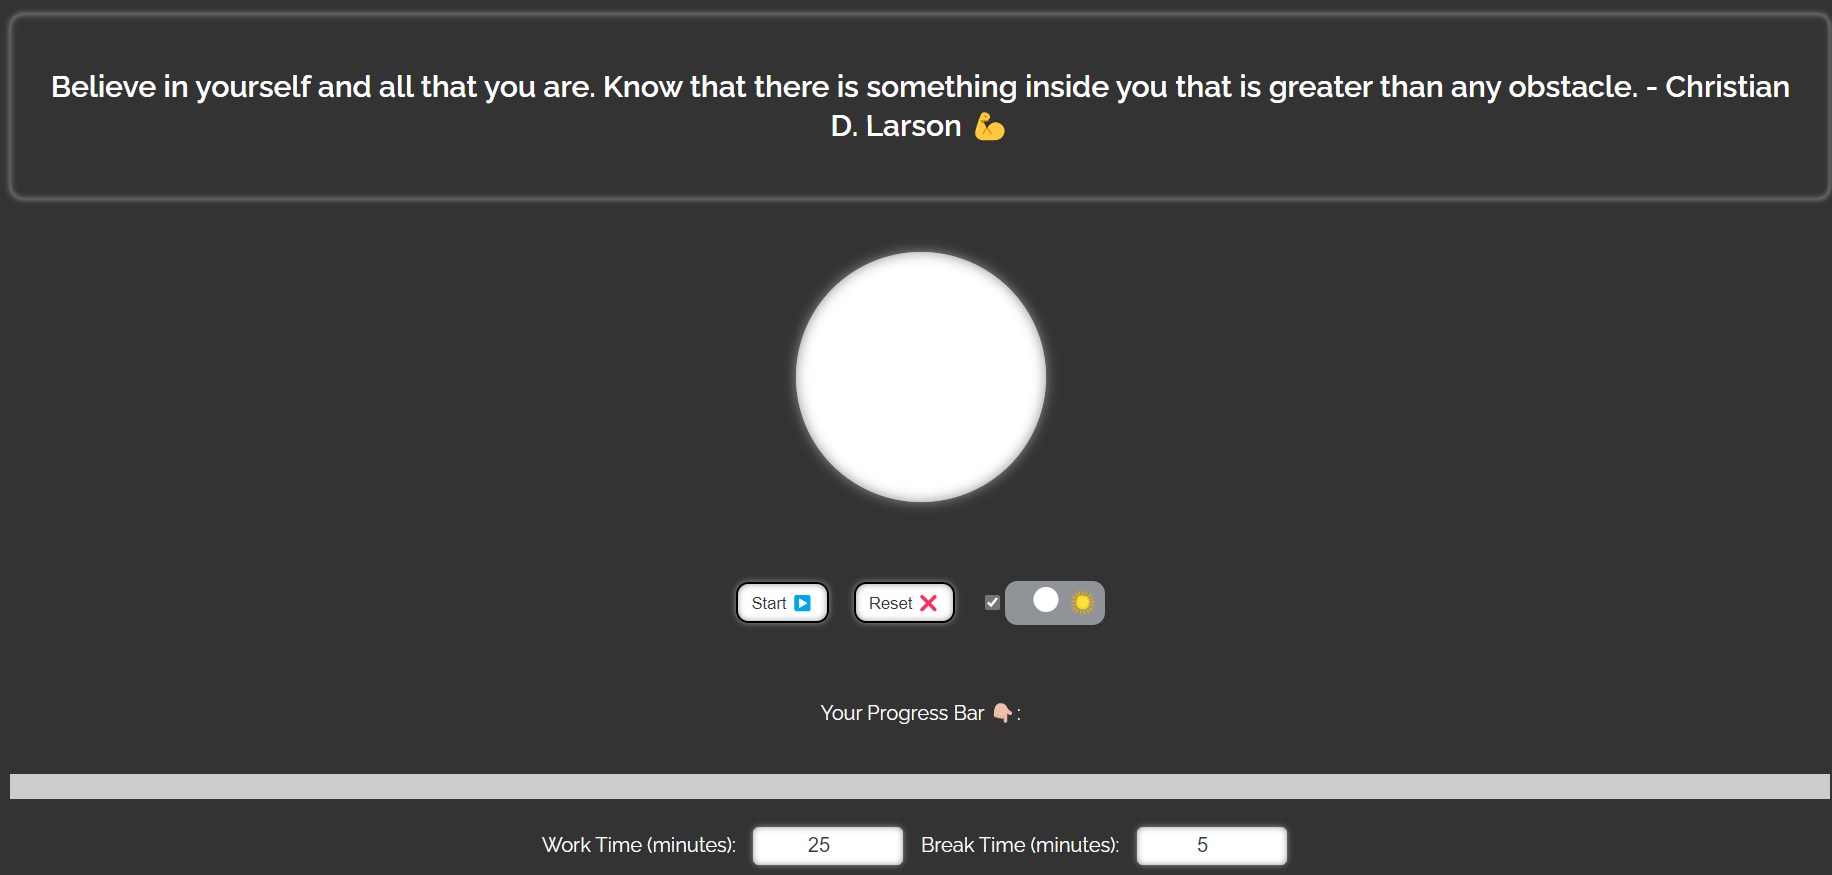 Believe in yourself and all that you are. Know that there is something inside you that is greater than any obstacle. - Christian
D. Larson 💪
Start ▶️
Reset ❌
Your Progress Bar 👇🏼:
Work Time (minutes): 25 Break Time (minutes): 5